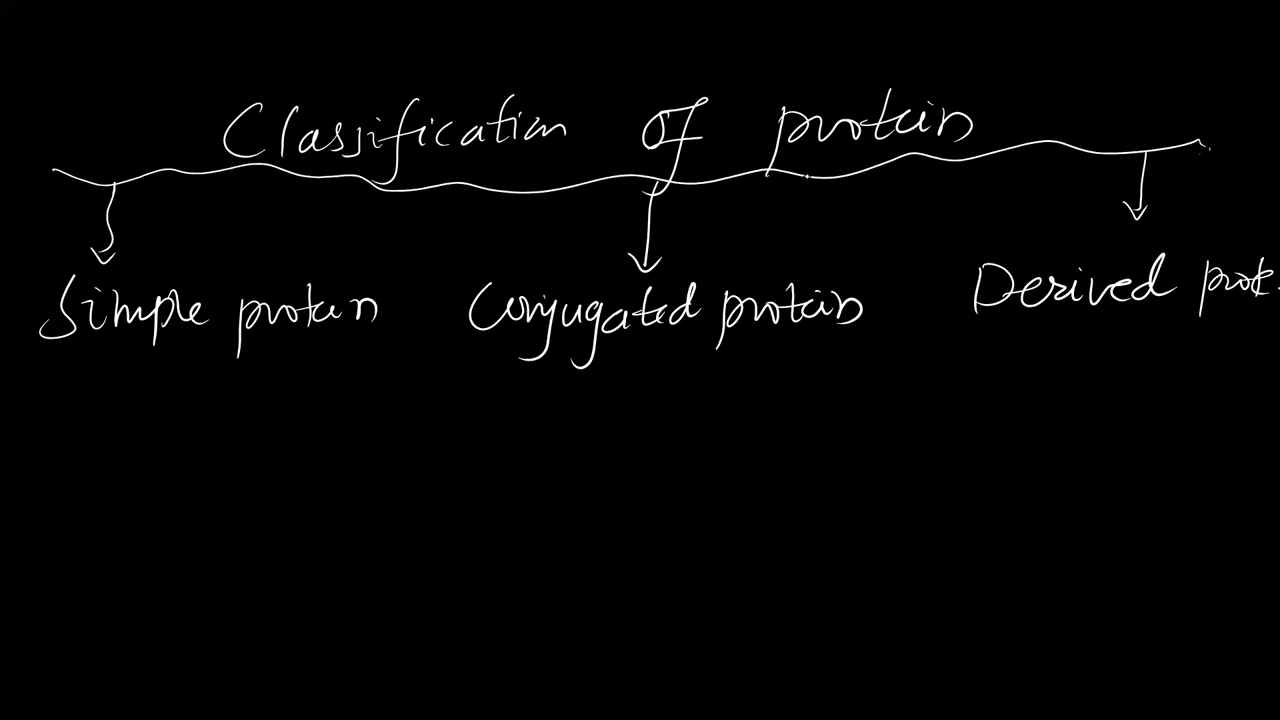 Classification of protein
Simple protein Conjugated protein Derived prot